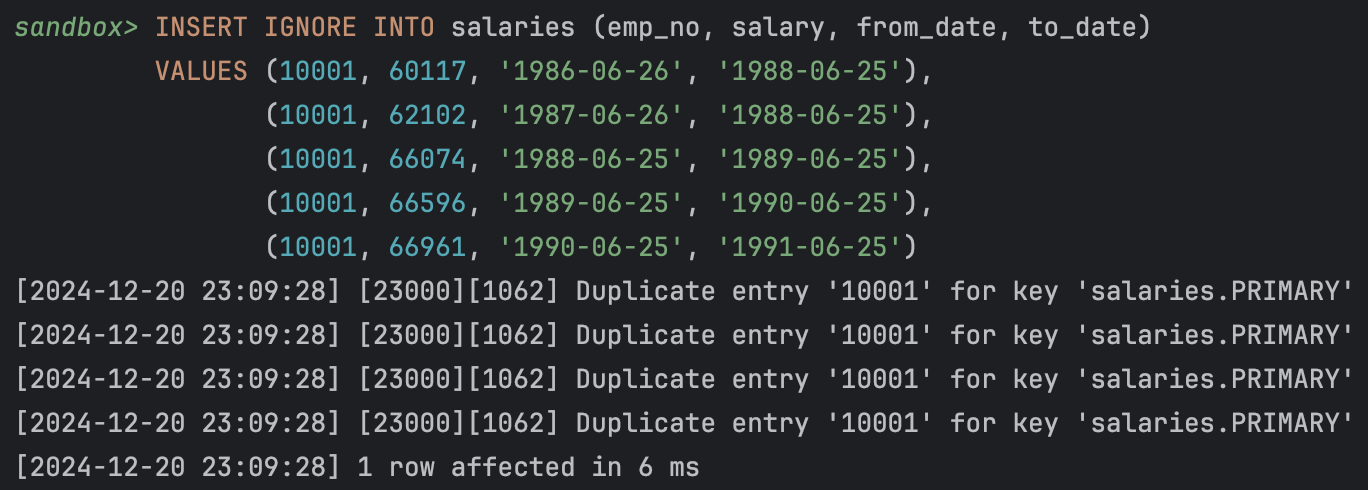 sandbox> INSERT IGNORE INTO salaries (emp_no, salary, from_date, to_date)
VALUES (10001, 60117, '1986-06-26', '1988-06-25'),
(10001, 62102, '1987-06-26', '1988-06-25'),
(10001, 66074, '1988-06-25', '1989-06-25'),
(10001, 66596, '1989-06-25', '1990-06-25'),
(10001, 66961, '1990-06-25', '1991-06-25')
[2024-12-20 23:09:28] [23000][1062] Duplicate entry '10001' for key 'salaries.PRIMARY'
[2024-12-20 23:09:28] [23000][1062] Duplicate entry '10001' for key 'salaries.PRIMARY'
[2024-12-20 23:09:28] [23000][1062] Duplicate entry '10001' for key 'salaries.PRIMARY'
[2024-12-20 23:09:28] [23000][1062] Duplicate entry '10001' for key 'salaries.PRIMARY'
[2024-12-20 23:09:28] 1 row affected in 6 ms